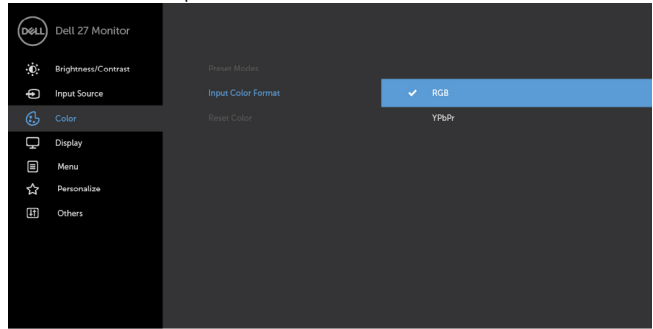 DELL Dell 27 Monitor
Brightness/Contrast
Preset Modes
Input Source
Input Color Format
✓ RGB
Color
Reset Color
YPbPr
Display
Menu
Personalize
Others